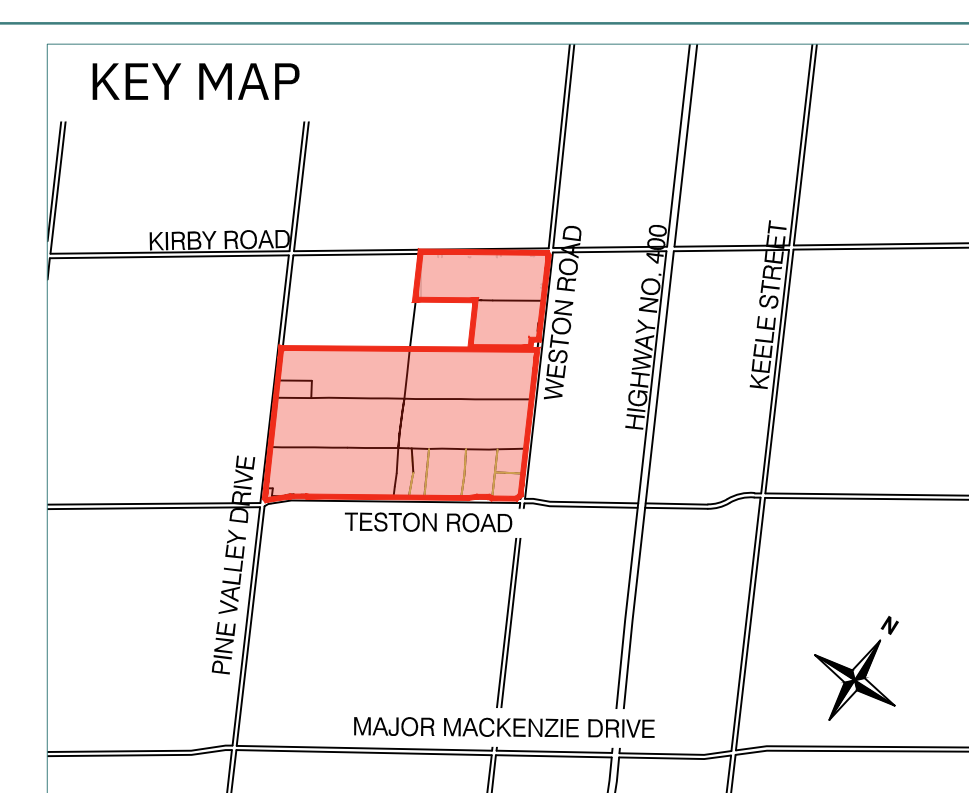 KEY MAP
KIRBY ROAD
WESTON ROAD
HIGHWAY NO. 400
KEELE STREET
PINE VALLEY DRIVE
TESTON ROAD
N
MAJOR MACKENZIE DRIVE